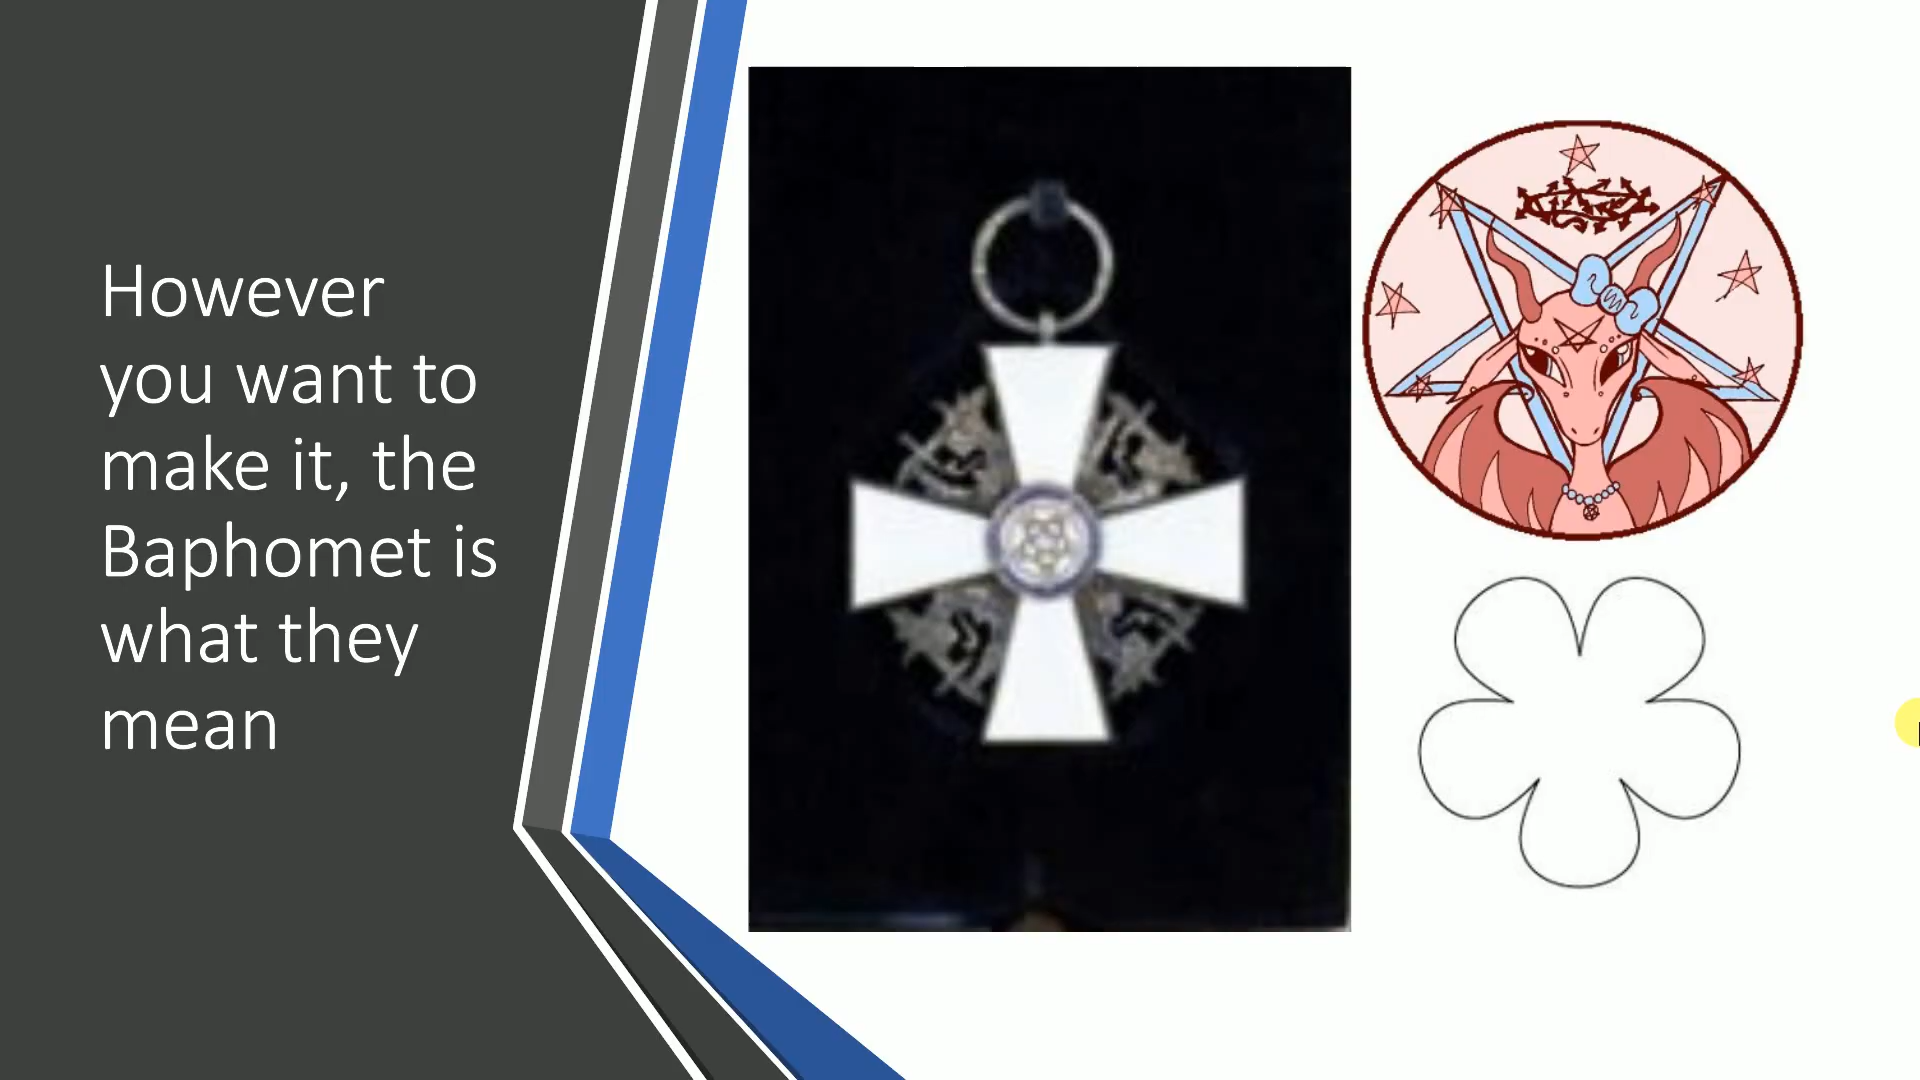 However
you want to
make it, the
Baphomet is
what they
mean